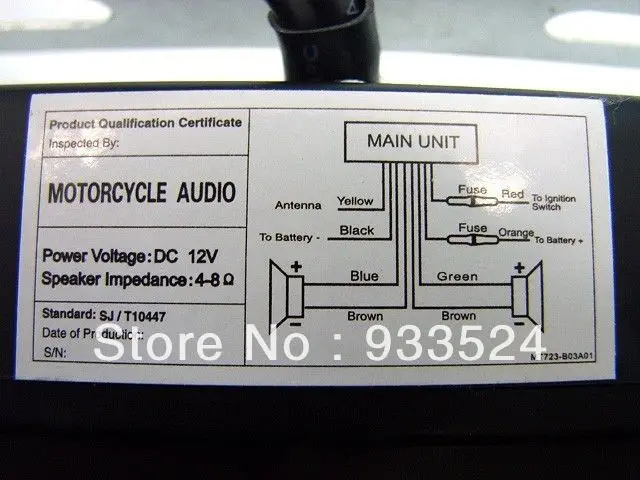 Product Qualification Certificate
Inspected By:
MOTORCYCLE AUDIO
Power Voltage: DC 12V
Speaker Impedance: 4-8 Ω
Standard: SJ / T10447
Date of Production:
S/N:
MAIN UNIT
Antenna Yellow
Fuse Red To Ignition
Switch
To Battery - Black
Fuse Orange To Battery +
+ Blue Green +
- Brown Brown -
Store No : 933524